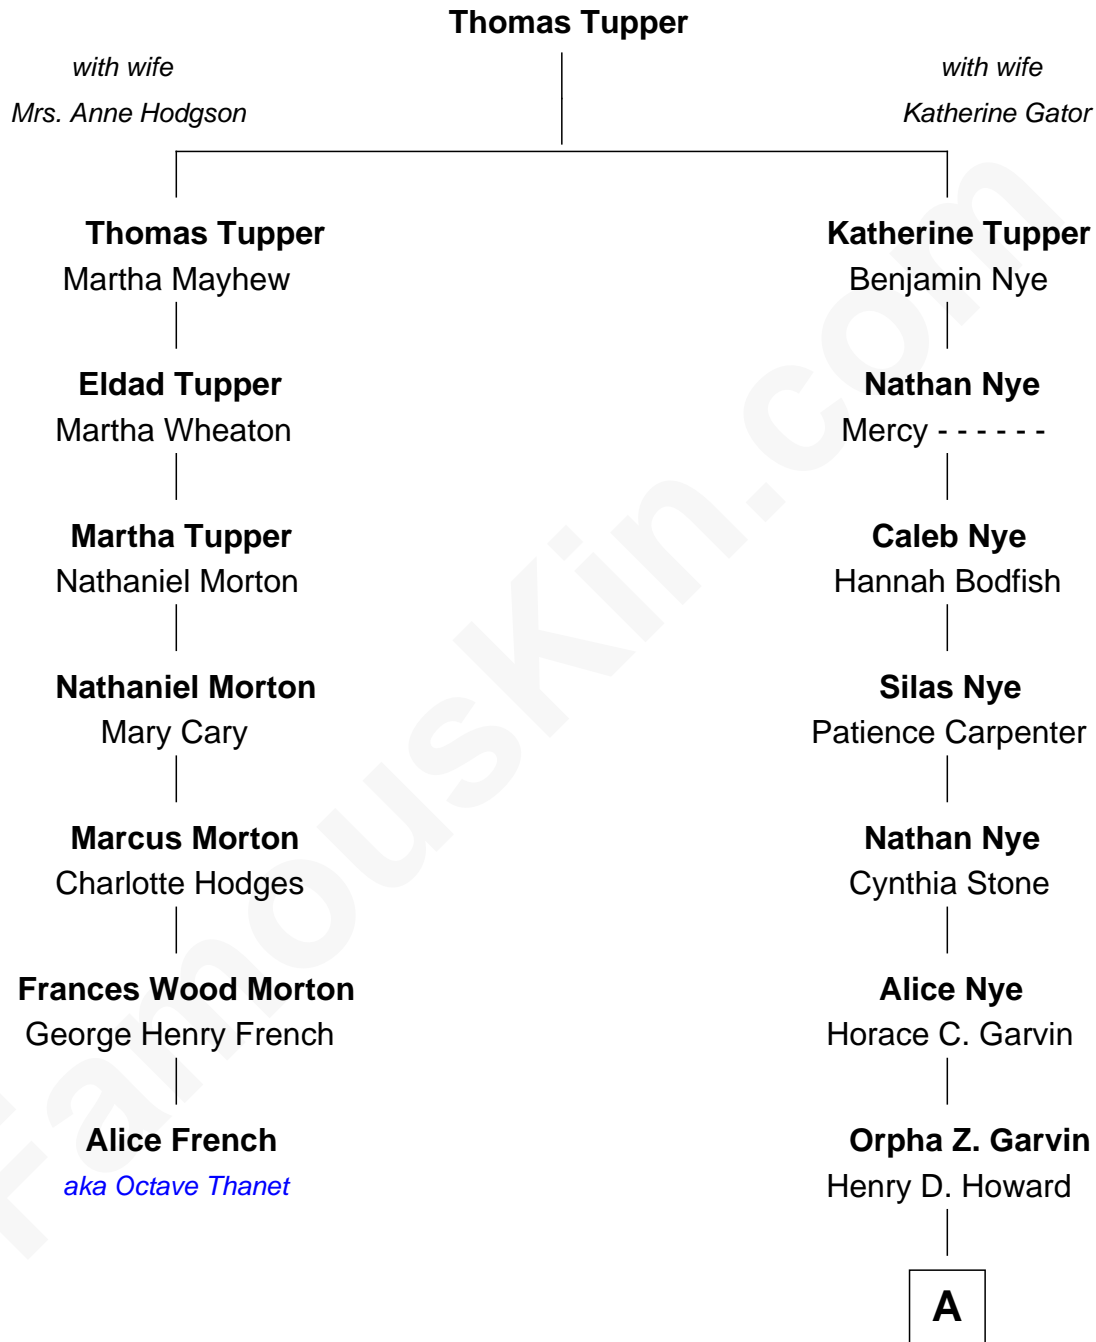 Thomas Tupper
with wife
Mrs. Anne Hodgson
with wife
Katherine Gator
Thomas Tupper
Martha Mayhew
Katherine Tupper
Benjamin Nye
Eldad Tupper
Martha Wheaton
Nathan Nye
Mercy - - - - - -
Martha Tupper
Nathaniel Morton
Caleb Nye
Hannah Bodfish
Nathaniel Morton
Mary Cary
Silas Nye
Patience Carpenter
Marcus Morton
Charlotte Hodges
Nathan Nye
Cynthia Stone
Frances Wood Morton
George Henry French
Alice Nye
Horace C. Garvin
Alice French
aka Octave Thanet
Orpha Z. Garvin
Henry D. Howard
A
FamousKin.com